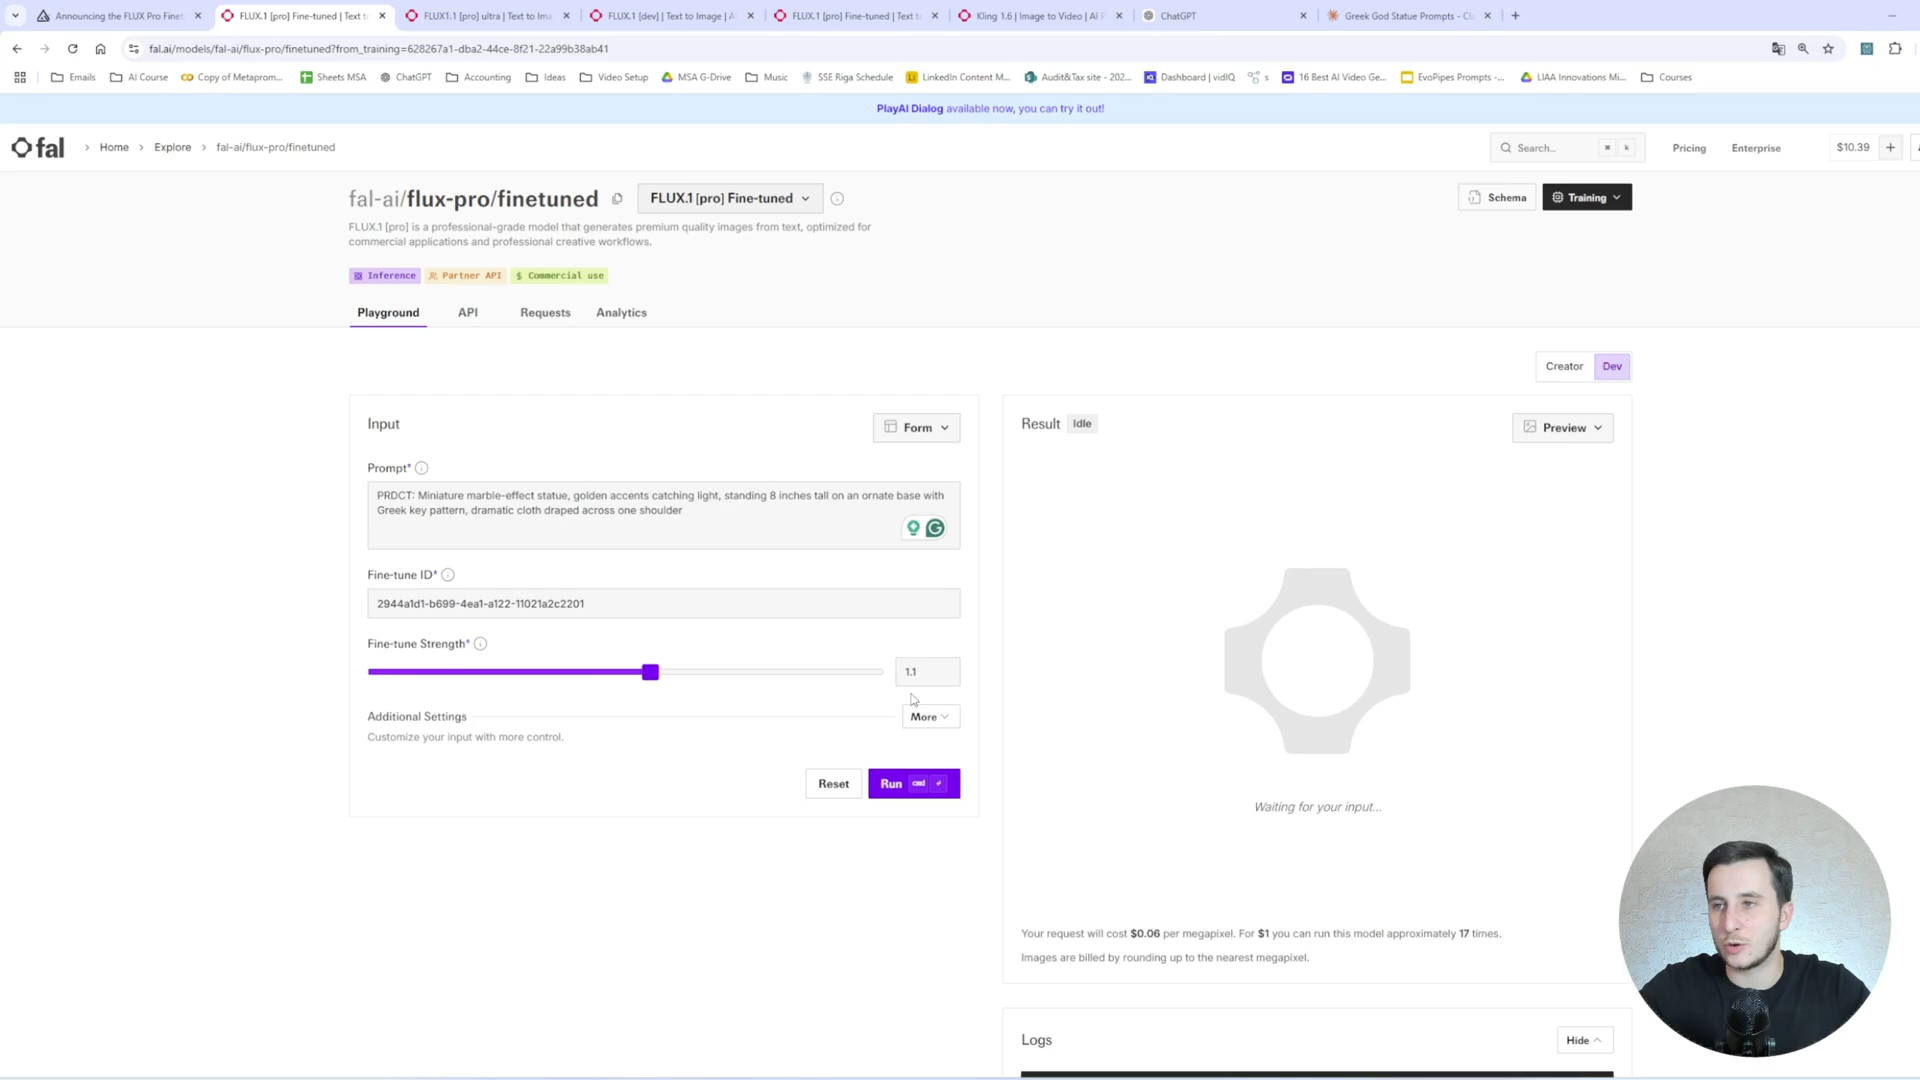 Announcing the FLUX Pro Finet
FLUX.1 [pro] Fine-tuned | Text t
FLUX1.1 [pro] ultra | Text to Ima
FLUX.1 [dev] | Text to Image | A
FLUX.1 [pro] Fine-tuned | Text t
Kling 1.6 | Image to Video | AI P
ChatGPT
Greek God Statue Prompts - Cl
fal.ai/models/fal-ai/flux-pro/finetuned?from_training=628267a1-dba2-44ce-8f21-22a99b38ab41
Emails
AI Course
Copy of Metaprom...
Sheets MSA
ChatGPT
Accounting
Ideas
Video Setup
MSA G-Drive
Music
SSE Riga Schedule
LinkedIn Content M...
Audit&Tax site - 202...
Dashboard | vidIQ
s
16 Best AI Video Ge...
EvoPipes Prompts -...
LIAA Innovations Mi...
Courses
PlayAI Dialog available now, you can try it out!
fal
Home
Explore
fal-ai/flux-pro/finetuned
Search...
⌘ k
Pricing
Enterprise
$10.39 +
fal-ai/flux-pro/finetuned
FLUX.1 [pro] Fine-tuned
Schema
Training
FLUX.1 [pro] is a professional-grade model that generates premium quality images from text, optimized for
commercial applications and professional creative workflows.
Inference
Partner API
$ Commercial use
Playground
API
Requests
Analytics
Creator
Dev
Input
Form
Prompt*
PRDCT: Miniature marble-effect statue, golden accents catching light, standing 8 inches tall on an ornate base with
Greek key pattern, dramatic cloth draped across one shoulder
Fine-tune ID*
2944a1d1-b699-4ea1-a122-11021a2c2201
Fine-tune Strength*
1.1
Additional Settings
More
Customize your input with more control.
Reset
Run cmd ↲
Result
Idle
Preview
Waiting for your input...
Your request will cost $0.06 per megapixel. For $1 you can run this model approximately 17 times.
Images are billed by rounding up to the nearest megapixel.
Logs
Hide